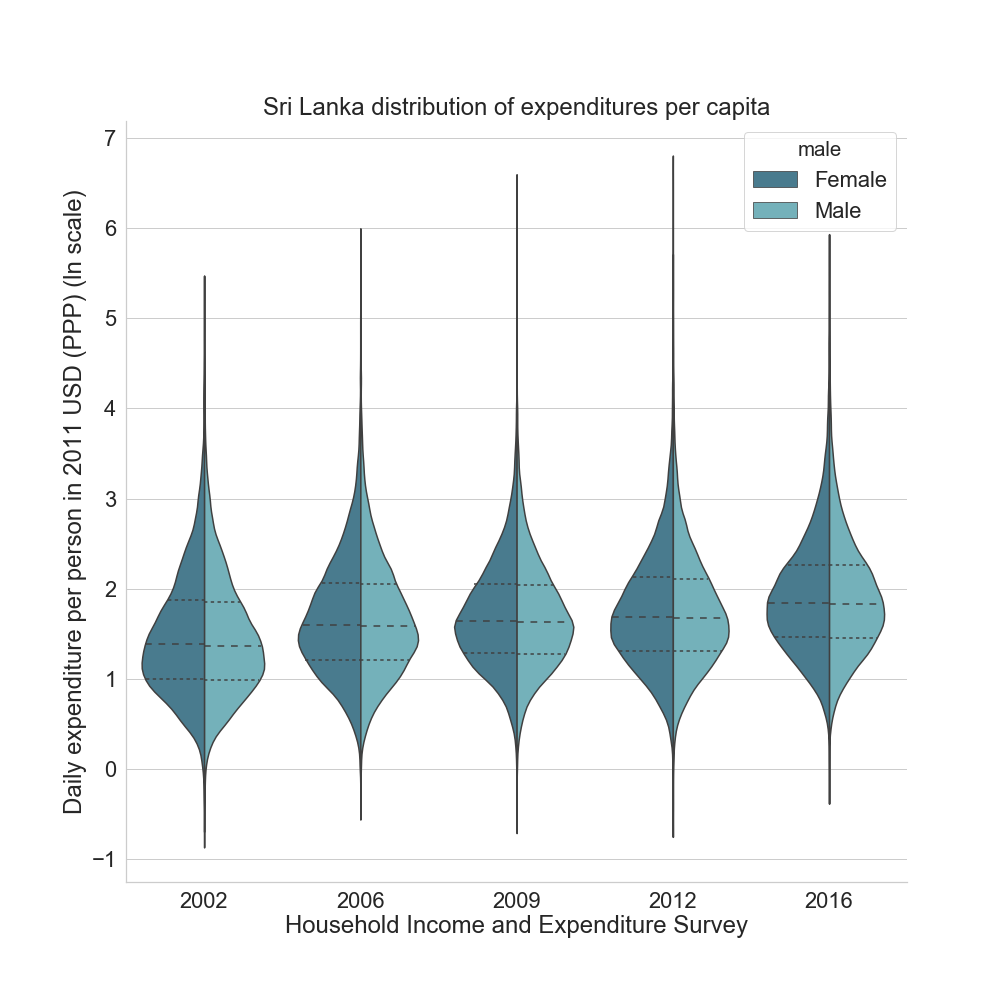 Sri Lanka distribution of expenditures per capita
male
Female
Male
Daily expenditure per person in 2011 USD (PPP) (ln scale)
7
6
5
4
3
2
1
0
−1
2002 2006 2009 2012 2016
Household Income and Expenditure Survey